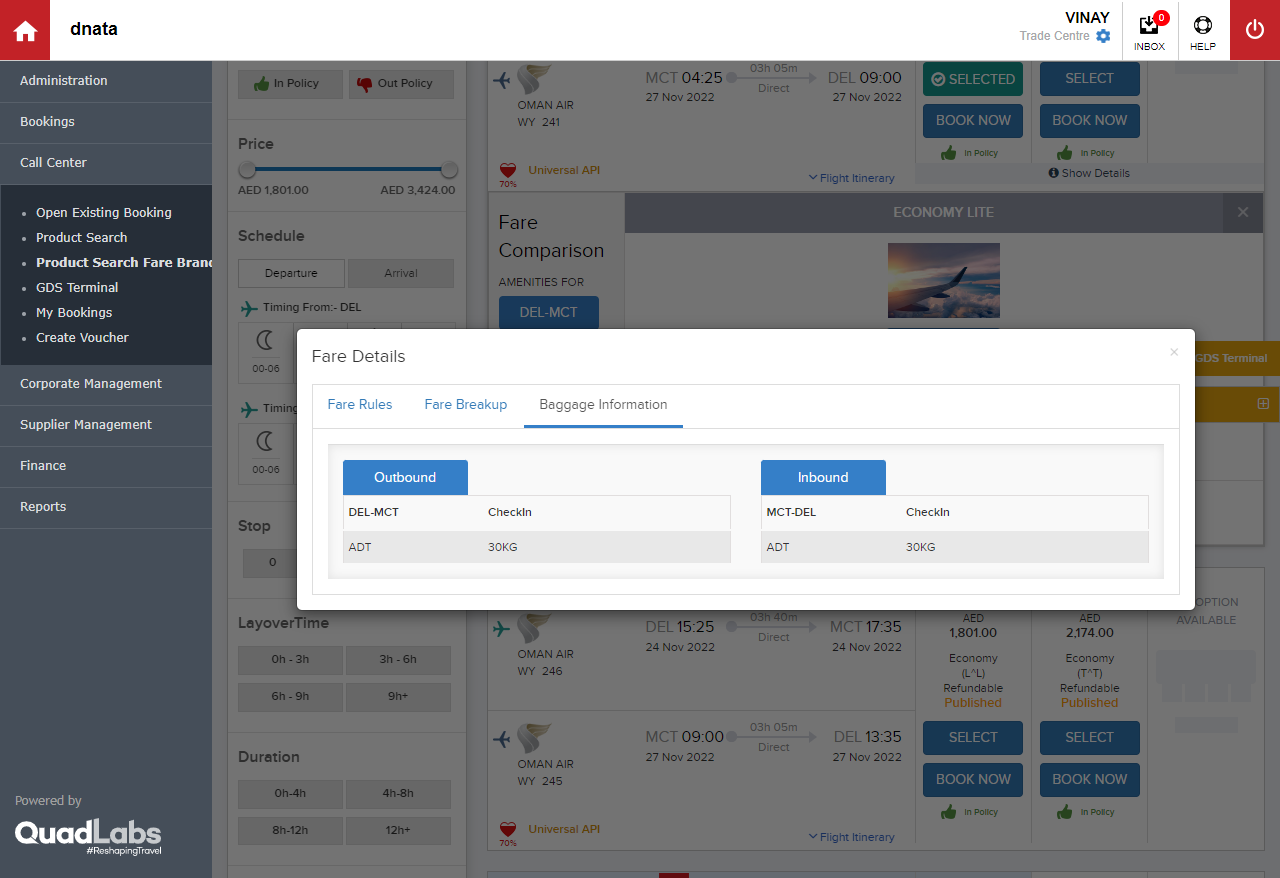 dnata
VINAY
Trade Centre
0
INBOX
HELP
Administration
Bookings
Call Center
Open Existing Booking
Product Search
Product Search Fare Brand
GDS Terminal
My Bookings
Create Voucher
Corporate Management
Supplier Management
Finance
Reports
Powered by
QuadLabs
#ReshapingTravel
In Policy
Out Policy
Price
AED 1,801.00
AED 3,424.00
Schedule
Departure
Arrival
Timing From:- DEL
00-06
Timing
00-06
Stop
0
LayoverTime
0h - 3h
3h - 6h
6h - 9h
9h+
Duration
0h-4h
4h-8h
8h-12h
12h+
OMAN AIR
WY 241
MCT 04:25
27 Nov 2022
03h 05m
Direct
DEL 09:00
27 Nov 2022
SELECTED
BOOK NOW
In Policy
SELECT
BOOK NOW
In Policy
70%
Universal API
Flight Itinerary
Show Details
Fare
Comparison
AMENITIES FOR
DEL-MCT
ECONOMY LITE
×
GDS Terminal
Fare Details
×
Fare Rules
Fare Breakup
Baggage Information
Outbound
DEL-MCT CheckIn
ADT 30KG
Inbound
MCT-DEL CheckIn
ADT 30KG
OMAN AIR
WY 246
DEL 15:25
24 Nov 2022
03h 40m
Direct
MCT 17:35
24 Nov 2022
AED
1,801.00
Economy
(L^L)
Refundable
Published
AED
2,174.00
Economy
(T^T)
Refundable
Published
OPTION
AVAILABLE
OMAN AIR
WY 245
MCT 09:00
27 Nov 2022
03h 05m
Direct
DEL 13:35
27 Nov 2022
SELECT
BOOK NOW
In Policy
SELECT
BOOK NOW
In Policy
70%
Universal API
Flight Itinerary